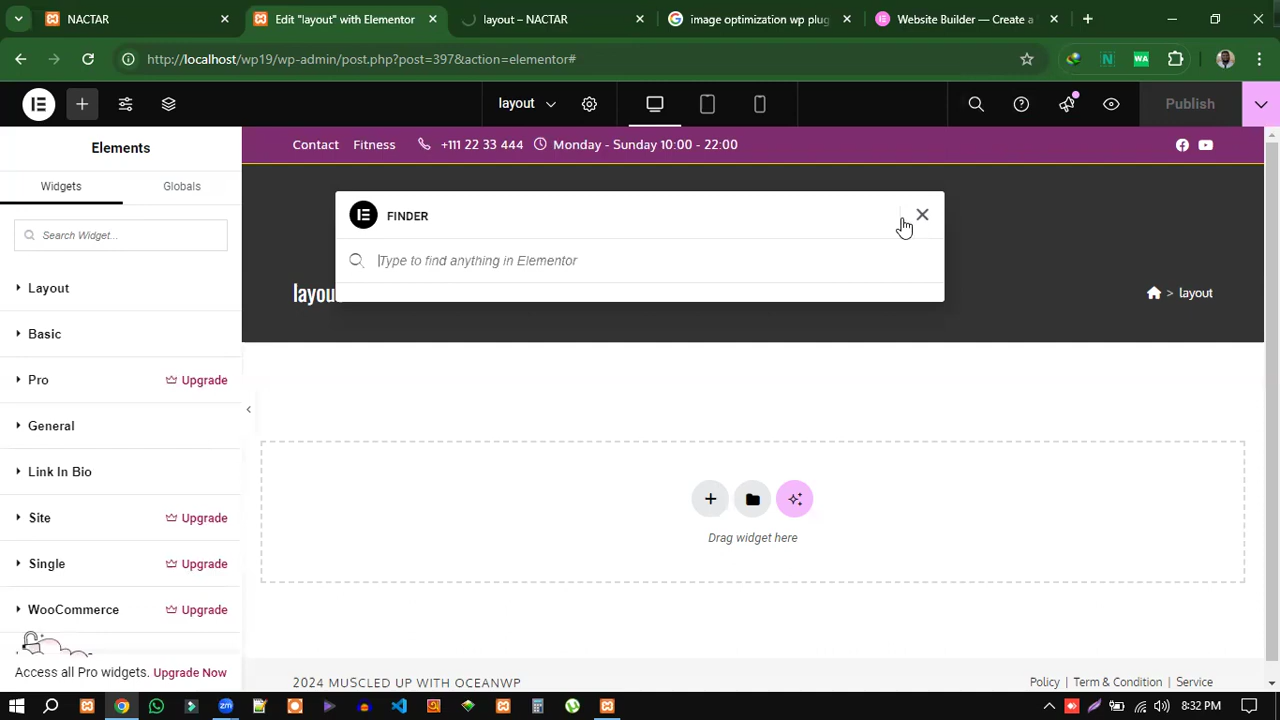 NACTAR
Edit "layout" with Elementor
layout – NACTAR
image optimization wp plug
Website Builder — Create a
http://localhost/wp19/wp-admin/post.php?post=397&action=elementor#
layout
Publish
Elements
Contact Fitness +111 22 33 444 Monday - Sunday 10:00 - 22:00
Widgets
Globals
FINDER
Search Widget...
Type to find anything in Elementor
Layout
layou
> layout
Basic
Pro
Upgrade
General
Link In Bio
Site
Upgrade
Drag widget here
Single
Upgrade
WooCommerce
Upgrade
Access all Pro widgets. Upgrade Now
2024 MUSCLED UP WITH OCEANWP
Policy | Term & Condition | Service
8:32 PM